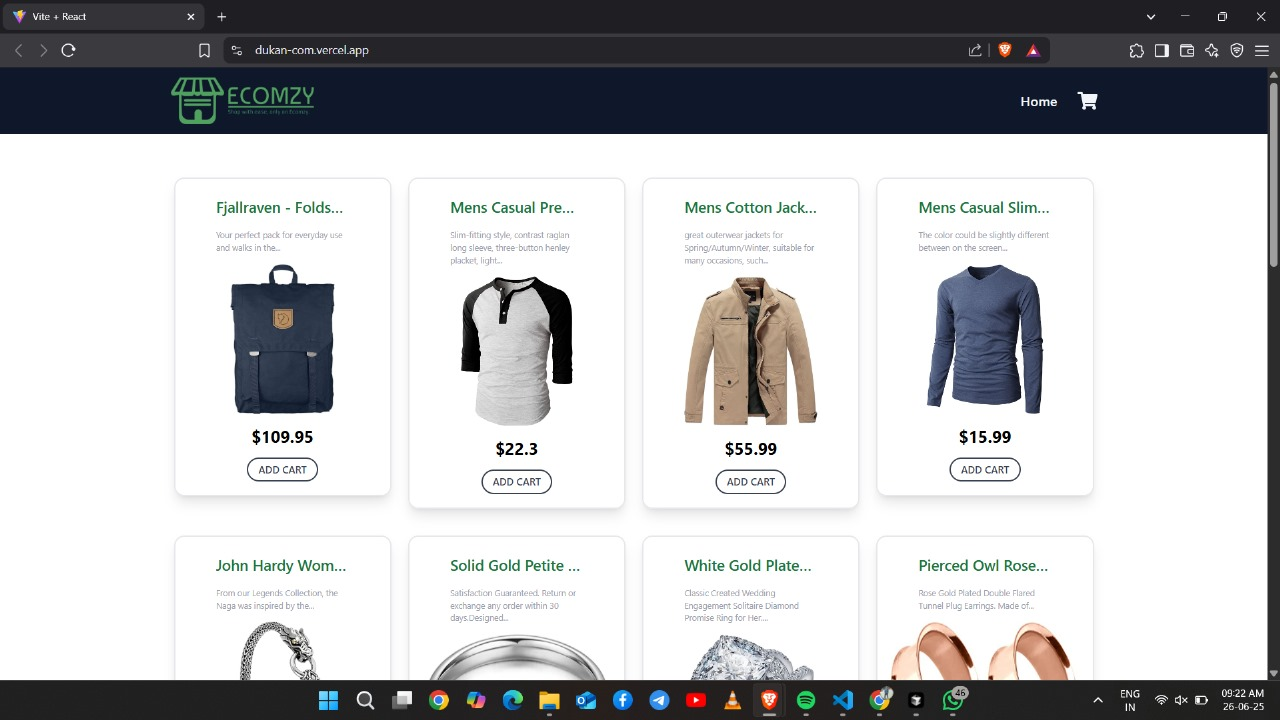 Vite + React
dukan-com.vercel.app
ECOMZY
Shop with ease, only on Ecomzy
Home
Fjallraven - Folds...
Your perfect pack for everyday use
and walks in the...
$109.95
ADD CART
Mens Casual Pre...
Slim-fitting style, contrast raglan
long sleeve, three-button henley
placket, light...
$22.3
ADD CART
Mens Cotton Jack...
great outerwear jackets for
Spring/Autumn/Winter, suitable for
many occasions, such...
$55.99
ADD CART
Mens Casual Slim...
The color could be slightly different
between on the screen...
$15.99
ADD CART
John Hardy Wom...
From our Legends Collection, the
Naga was inspired by the...
Solid Gold Petite ...
Satisfaction Guaranteed. Return or
exchange any order within 30
days.Designed...
White Gold Plate...
Classic Created Wedding
Engagement Solitaire Diamond
Promise Ring for Her....
Pierced Owl Rose...
Rose Gold Plated Double Flared
Tunnel Plug Earrings. Made of...
46
ENG
IN
09:22 AM
26-06-25